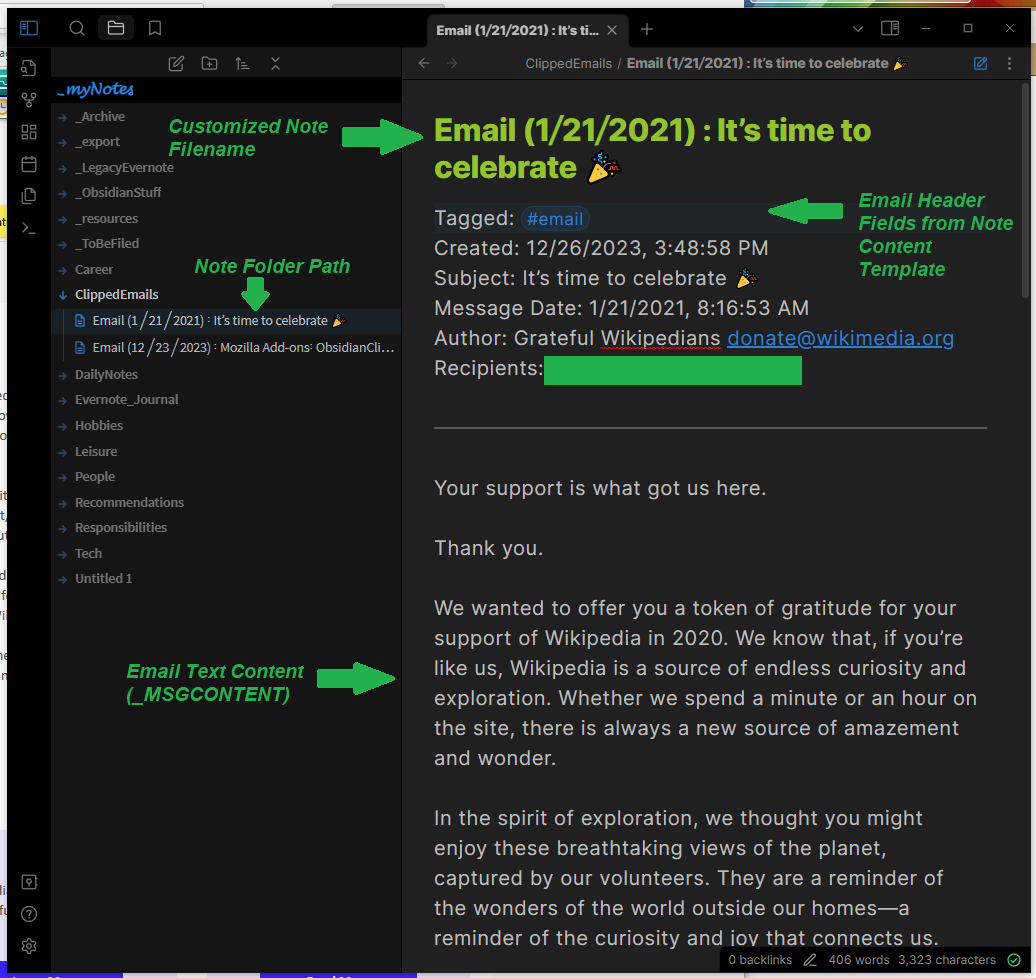 Email (1/21/2021) : It's ti...
ClippedEmails / Email (1/21/2021) : It's time to celebrate 🎉
_myNotes
_Archive
_export
_LegacyEvernote
_ObsidianStuff
_resources
_ToBeFiled
Career
ClippedEmails
Email (1/21/2021) : It's time to celebrate 🎉
Email (12/23/2023) : Mozilla Add-ons: ObsidianCli...
DailyNotes
Evernote_Journal
Hobbies
Leisure
People
Recommendations
Responsibilities
Tech
Untitled 1
Customized Note
Filename
Note Folder Path
Email Text Content
(_MSGCONTENT)
Email Header
Fields from Note
Content
Template
Email (1/21/2021) : It's time to
celebrate 🎉
Tagged: #email
Created: 12/26/2023, 3:48:58 PM
Subject: It's time to celebrate 🎉
Message Date: 1/21/2021, 8:16:53 AM
Author: Grateful Wikipedians donate@wikimedia.org
Recipients:
Your support is what got us here.
Thank you.
We wanted to offer you a token of gratitude for your
support of Wikipedia in 2020. We know that, if you're
like us, Wikipedia is a source of endless curiosity and
exploration. Whether we spend a minute or an hour on
the site, there is always a new source of amazement
and wonder.
In the spirit of exploration, we thought you might
enjoy these breathtaking views of the planet,
captured by our volunteers. They are a reminder of
the wonders of the world outside our homes—a
reminder of the curiosity and joy that connects us.
0 backlinks 406 words 3,323 characters